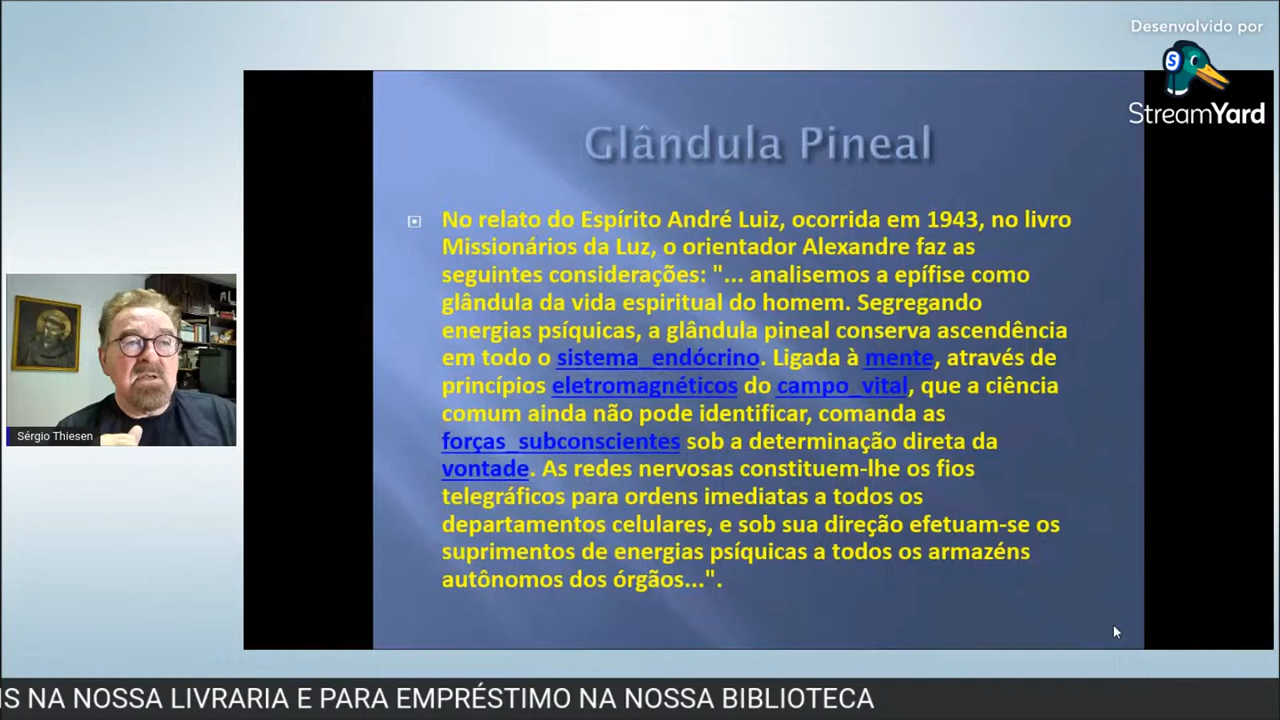 Desenvolvido por
StreamYard
Glândula Pineal
No relato do Espírito André Luiz, ocorrida em 1943, no livro
Missionários da Luz, o orientador Alexandre faz as
seguintes considerações: "... analisemos a epífise como
glândula da vida espiritual do homem. Segregando
energias psíquicas, a glândula pineal conserva ascendência
em todo o sistema_endócrino. Ligada à mente, através de
princípios eletromagnéticos do campo_vital, que a ciência
comum ainda não pode identificar, comanda as
forças_subconscientes sob a determinação direta da
vontade. As redes nervosas constituem-lhe os fios
telegráficos para ordens imediatas a todos os
departamentos celulares, e sob sua direção efetuam-se os
suprimentos de energias psíquicas a todos os armazéns
autônomos dos órgãos...".
Sérgio Thiesen
NA NOSSA LIVRARIA E PARA EMPRÉSTIMO NA NOSSA BIBLIOTECA